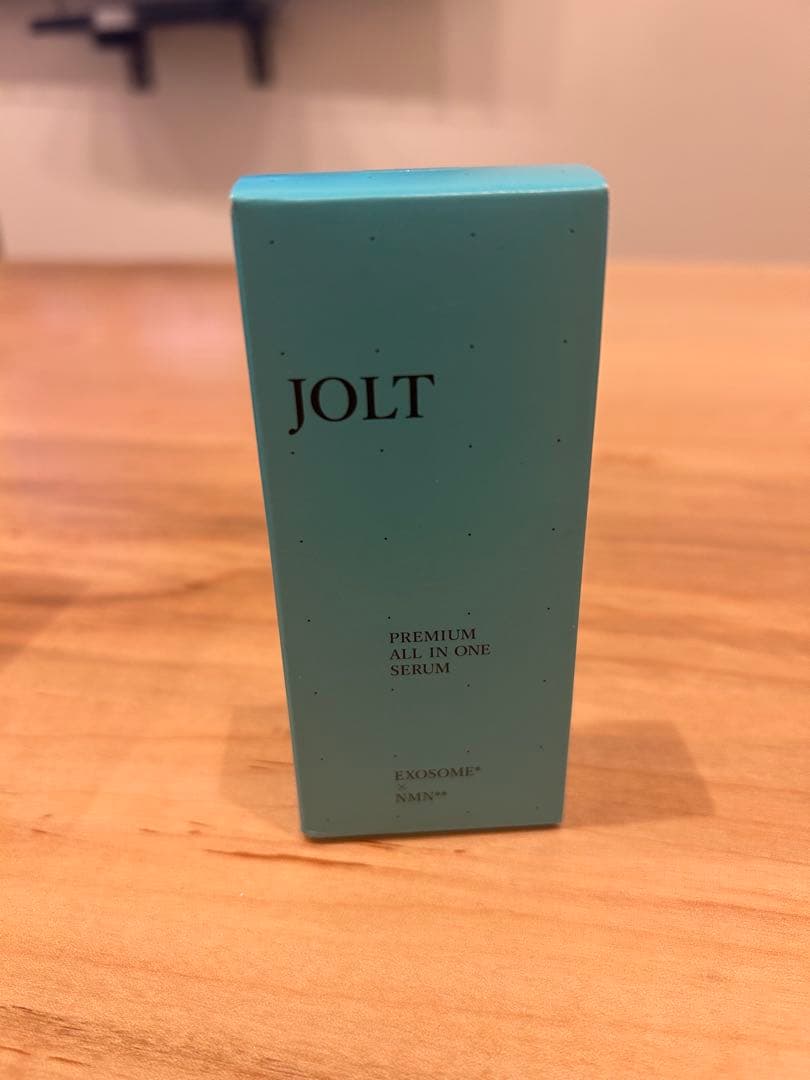 JOLT
PREMIUM
ALL IN ONE
SERUM
EXOSOME*
×
NMN**